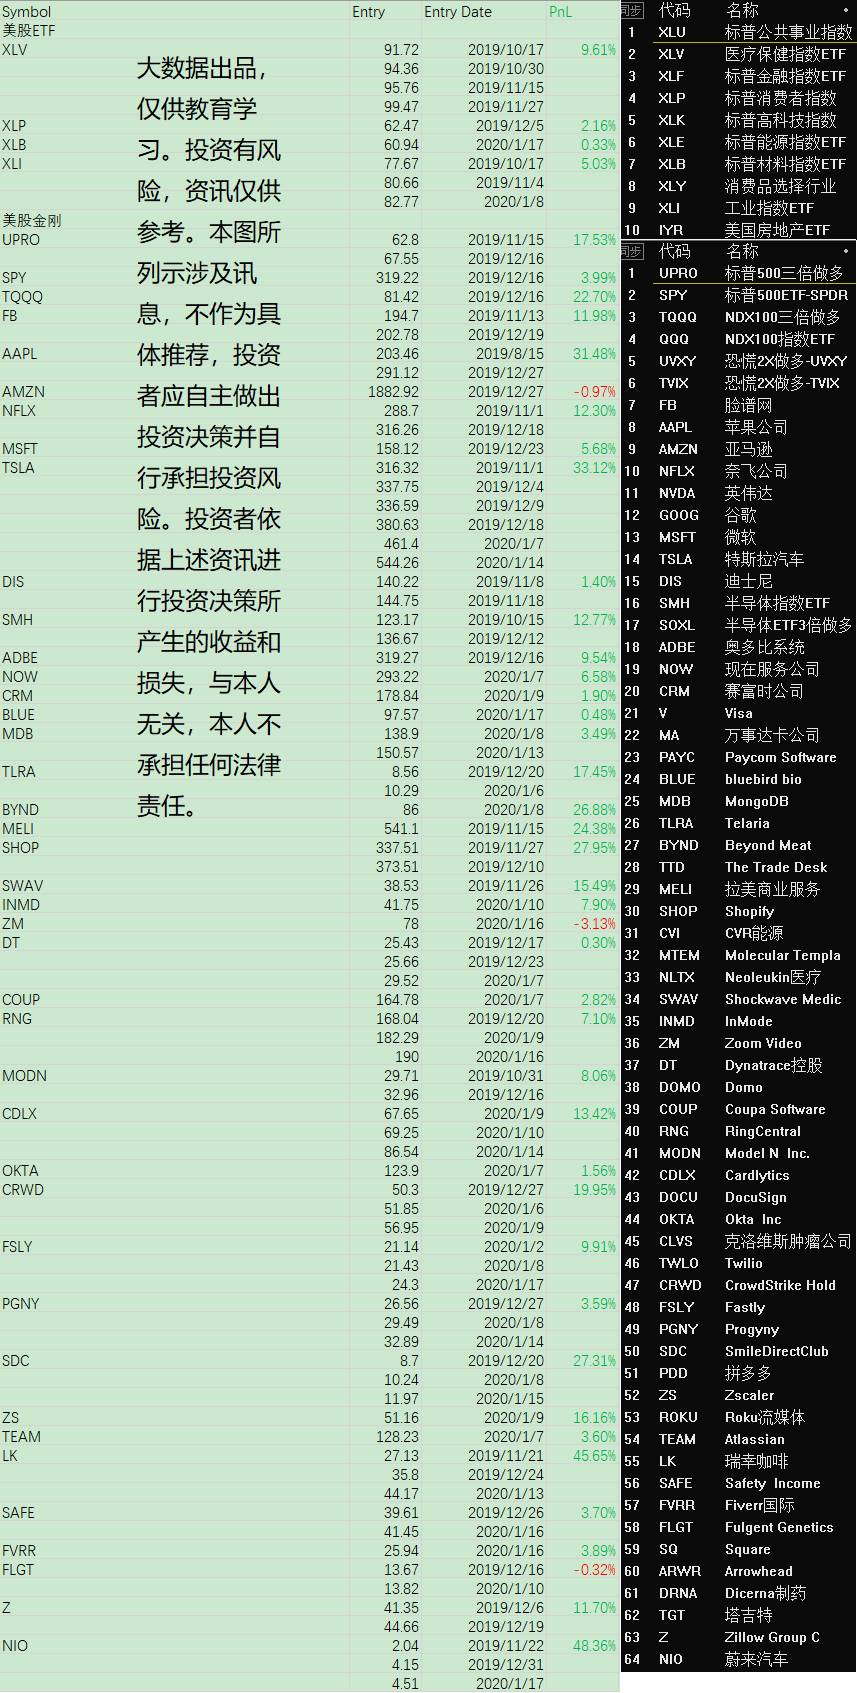 Symbol Entry Entry Date PnL
美股ETF
XLV 91.72 2019/10/17 9.61%
94.36 2019/10/30
95.76 2019/11/15
99.47 2019/11/27
XLP 62.47 2019/12/5 2.16%
XLB 60.94 2020/1/17 0.33%
XLI 77.67 2019/10/17 5.03%
80.66 2019/11/4
82.77 2020/1/8
美股金刚
UPRO 62.8 2019/11/15 17.53%
67.55 2019/12/16
SPY 319.22 2019/12/16 3.99%
TQQQ 81.42 2019/12/16 22.70%
FB 194.7 2019/11/13 11.98%
202.78 2019/12/19
AAPL 203.46 2019/8/15 31.48%
291.12 2019/12/27
AMZN 1882.92 2019/12/27 -0.97%
NFLX 288.7 2019/11/1 12.30%
316.26 2019/12/18
MSFT 158.12 2019/12/23 5.68%
TSLA 316.32 2019/11/1 33.12%
337.75 2019/12/4
336.59 2019/12/9
380.63 2019/12/18
461.4 2020/1/7
544.26 2020/1/14
DIS 140.22 2019/11/8 1.40%
144.75 2019/11/18
SMH 123.17 2019/10/15 12.77%
136.67 2019/12/12
ADBE 319.27 2019/12/16 9.54%
NOW 293.22 2020/1/7 6.58%
CRM 178.84 2020/1/9 1.90%
BLUE 97.57 2020/1/17 0.48%
MDB 138.9 2020/1/8 3.49%
150.57 2020/1/13
TLRA 8.56 2019/12/20 17.45%
10.29 2020/1/6
BYND 86 2020/1/8 26.88%
MELI 541.1 2019/11/15 24.38%
SHOP 337.51 2019/11/27 27.95%
373.51 2019/12/10
SWAV 38.53 2019/11/26 15.49%
INMD 41.75 2020/1/10 7.90%
ZM 78 2020/1/16 -3.13%
DT 25.43 2019/12/17 0.30%
25.66 2019/12/23
29.52 2020/1/7
COUP 164.78 2020/1/7 2.82%
RNG 168.04 2019/12/20 7.10%
182.29 2020/1/9
190 2020/1/16
MODN 29.71 2019/10/31 8.06%
32.96 2019/12/16
CDLX 67.65 2020/1/9 13.42%
69.25 2020/1/10
86.54 2020/1/14
OKTA 123.9 2020/1/7 1.56%
CRWD 50.3 2019/12/27 19.95%
51.85 2020/1/6
56.95 2020/1/9
FSLY 21.14 2020/1/2 9.91%
21.43 2020/1/8
24.3 2020/1/17
PGNY 26.56 2019/12/27 3.59%
29.49 2020/1/8
32.89 2020/1/14
SDC 8.7 2019/12/20 27.31%
10.24 2020/1/8
11.97 2020/1/15
ZS 51.16 2020/1/9 16.16%
TEAM 128.23 2020/1/7 3.60%
LK 27.13 2019/11/21 45.65%
35.8 2019/12/24
44.17 2020/1/13
SAFE 39.61 2019/12/26 3.70%
41.45 2020/1/16
FVRR 25.94 2020/1/16 3.89%
FLGT 13.67 2019/12/16 -0.32%
13.82 2020/1/10
Z 41.35 2019/12/6 11.70%
44.66 2019/12/19
NIO 2.04 2019/11/22 48.36%
4.15 2019/12/31
4.51 2020/1/17
大数据出品，
仅供教育学
习。投资有风
险，资讯仅供
参考。本图所
列示涉及讯
息，不作为具
体推荐，投资
者应自主做出
投资决策并自
行承担投资风
险。投资者依
据上述资讯进
行投资决策所
产生的收益和
损失，与本人
无关，本人不
承担任何法律
责任。
同步 代码 名称
1 XLU 标普公共事业指数
2 XLV 医疗保健指数ETF
3 XLF 标普金融指数ETF
4 XLP 标普消费者指数
5 XLK 标普高科技指数
6 XLE 标普能源指数ETF
7 XLB 标普材料指数ETF
8 XLY 消费品选择行业
9 XLI 工业指数ETF
10 IYR 美国房地产ETF
同步 代码 名称
1 UPRO 标普500三倍做多
2 SPY 标普500ETF-SPDR
3 TQQQ NDX100三倍做多
4 QQQ NDX100指数ETF
5 UVXY 恐慌2X做多-UVXY
6 TVIX 恐慌2X做多-TVIX
7 FB 脸谱网
8 AAPL 苹果公司
9 AMZN 亚马逊
10 NFLX 奈飞公司
11 NVDA 英伟达
12 GOOG 谷歌
13 MSFT 微软
14 TSLA 特斯拉汽车
15 DIS 迪士尼
16 SMH 半导体指数ETF
17 SOXL 半导体ETF3倍做多
18 ADBE 奥多比系统
19 NOW 现在服务公司
20 CRM 赛富时公司
21 V Visa
22 MA 万事达卡公司
23 PAYC Paycom Software
24 BLUE bluebird bio
25 MDB MongoDB
26 TLRA Telaria
27 BYND Beyond Meat
28 TTD The Trade Desk
29 MELI 拉美商业服务
30 SHOP Shopify
31 CVI CVR能源
32 MTEM Molecular Templa
33 NLTX Neoleukin医疗
34 SWAV Shockwave Medic
35 INMD InMode
36 ZM Zoom Video
37 DT Dynatrace控股
38 DOMO Domo
39 COUP Coupa Software
40 RNG RingCentral
41 MODN Model N Inc.
42 CDLX Cardlytics
43 DOCU DocuSign
44 OKTA Okta Inc
45 CLVS 克洛维斯肿瘤公司
46 TWLO Twilio
47 CRWD CrowdStrike Hold
48 FSLY Fastly
49 PGNY Progyny
50 SDC SmileDirectClub
51 PDD 拼多多
52 ZS Zscaler
53 ROKU Roku流媒体
54 TEAM Atlassian
55 LK 瑞幸咖啡
56 SAFE Safety Income
57 FVRR Fiverr国际
58 FLGT Fulgent Genetics
59 SQ Square
60 ARWR Arrowhead
61 DRNA Dicerna制药
62 TGT 塔吉特
63 Z Zillow Group C
64 NIO 蔚来汽车